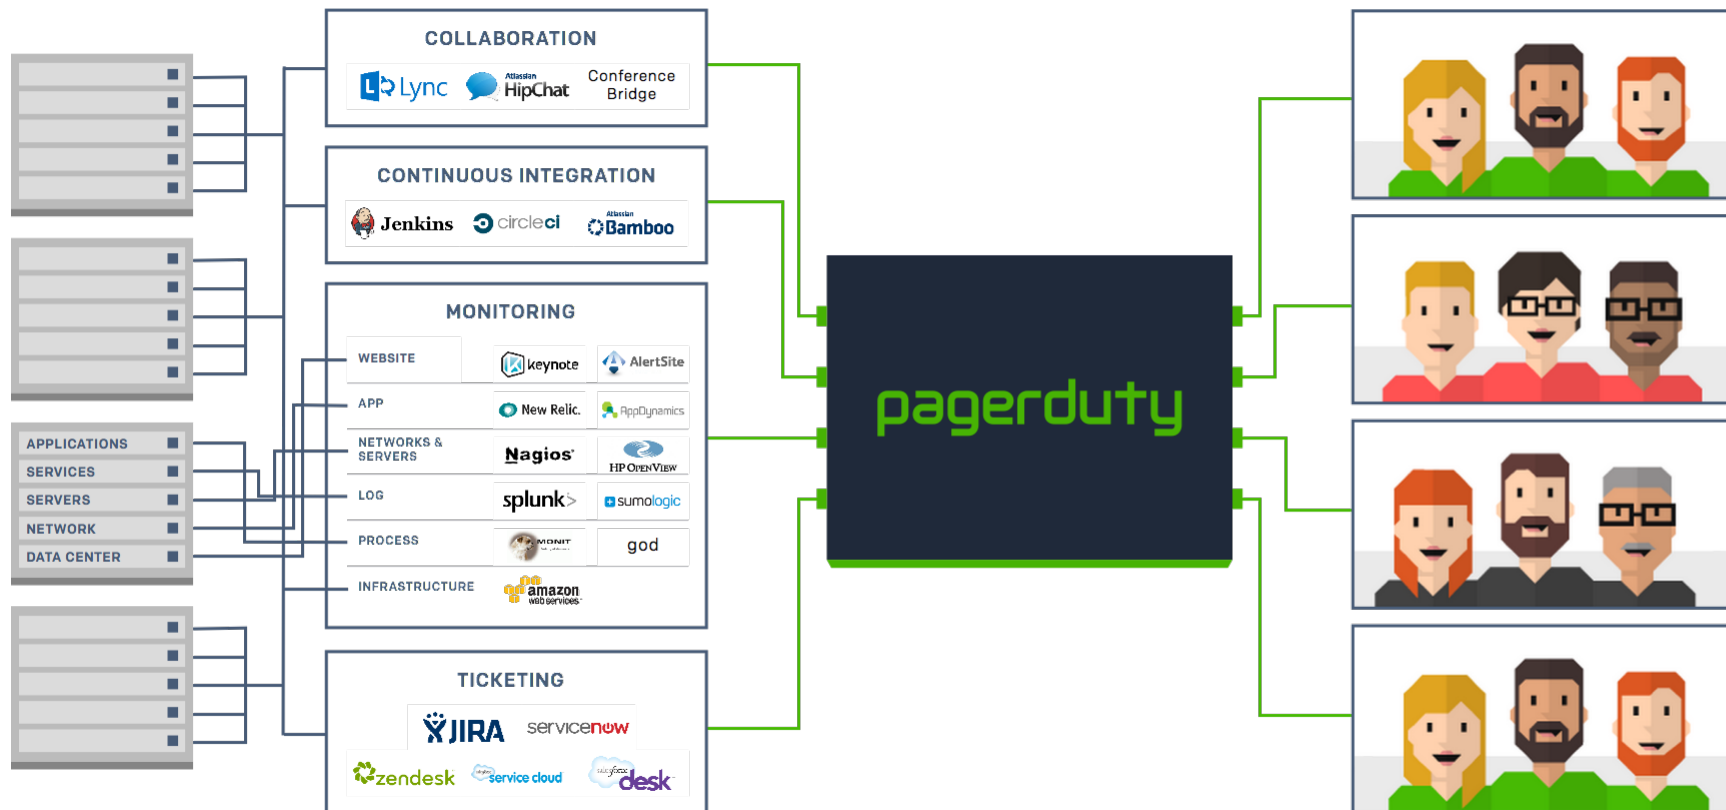 COLLABORATION
Lync
Atlassian
HipChat
Conference
Bridge
CONTINUOUS INTEGRATION
Jenkins
circleci
Atlassian
Bamboo
MONITORING
WEBSITE
keynote
AlertSite
APP
New Relic.
AppDynamics
NETWORKS &
SERVERS
Nagios®
HP OPENVIEW
LOG
splunk>
sumologic
PROCESS
MONIT
god
INFRASTRUCTURE
amazon
web services™
TICKETING
JIRA
servicenow
zendesk
service cloud
salesforce
desk
APPLICATIONS
SERVICES
SERVERS
NETWORK
DATA CENTER
pagerduty